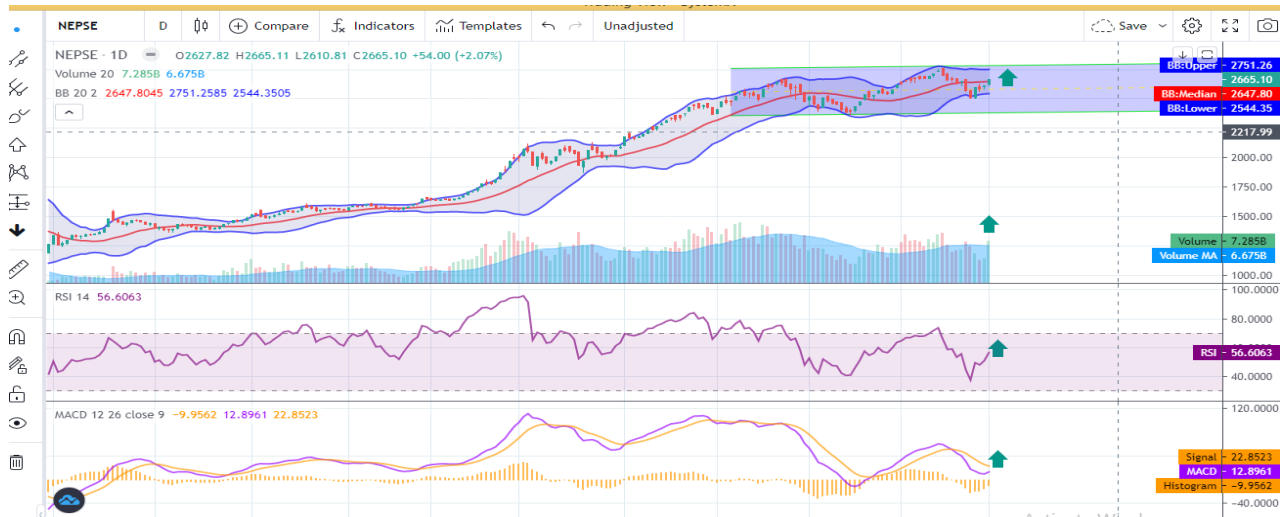 NEPSE D Compare Indicators Templates Unadjusted Save
NEPSE · 1D O2627.82 H2665.11 L2610.81 C2665.10 +54.00 (+2.07%)
Volume 20 7.285B 6.675B
BB 20 2 2647.8045 2751.2585 2544.3505
BB:Upper 2751.26
2665.10
BB:Median 2647.80
BB:Lower 2544.35
2217.99
2000.00
1750.00
1500.00
Volume 7.285B
Volume MA 6.675B
1000.00
RSI 14 56.6063
100.0000
80.0000
RSI 56.6063
40.0000
MACD 12 26 close 9 −9.9562 12.8961 22.8523
120.0000
Signal 22.8523
MACD 12.8961
Histogram −9.9562
−40.0000